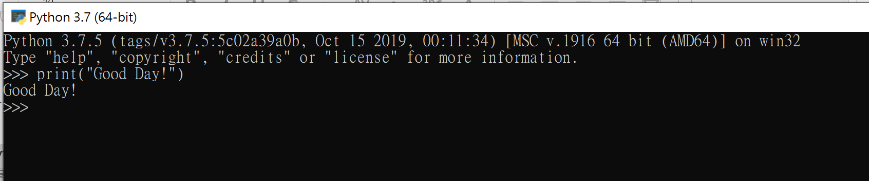 Python 3.7 (64-bit)
Python 3.7.5 (tags/v3.7.5:5c02a39a0b, Oct 15 2019, 00:11:34) [MSC v.1916 64 bit (AMD64)] on win32
Type "help", "copyright", "credits" or "license" for more information.
>>> print("Good Day!")
Good Day!
>>>